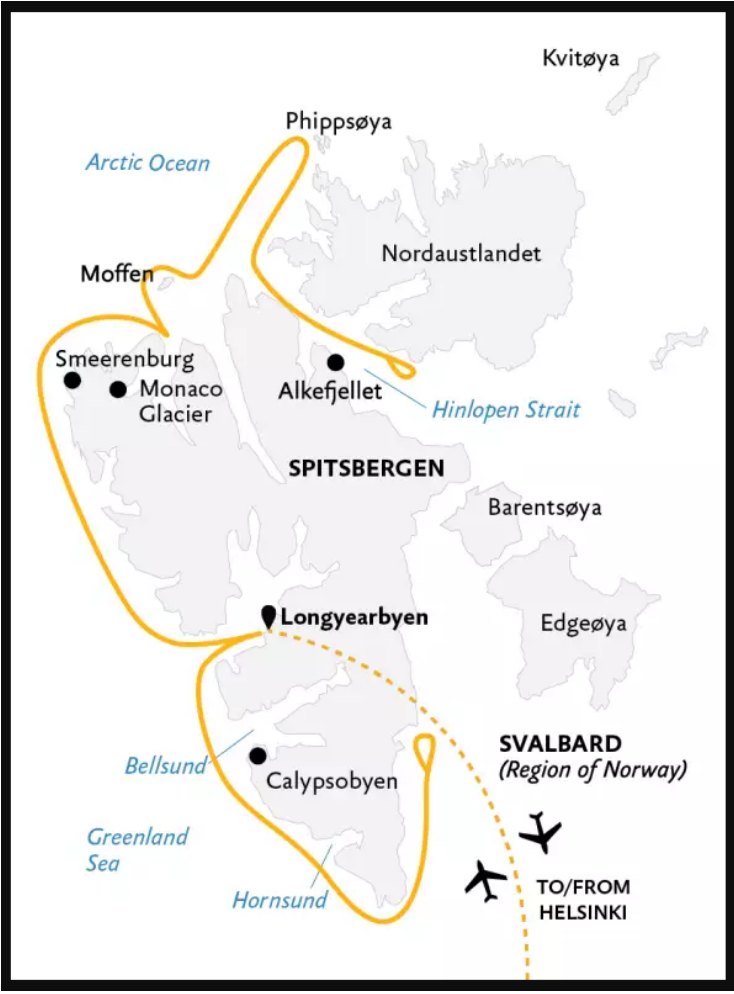 Kvitøya
Phippsøya
Arctic Ocean
Nordaustlandet
Moffen
Smeerenburg
Monaco
Glacier
Alkefjellet
Hinlopen Strait
SPITSBERGEN
Barentsøya
Longyearbyen
Edgeøya
SVALBARD
(Region of Norway)
Bellsund
Calypsobyen
Greenland
Sea
Hornsund
TO/FROM
HELSINKI